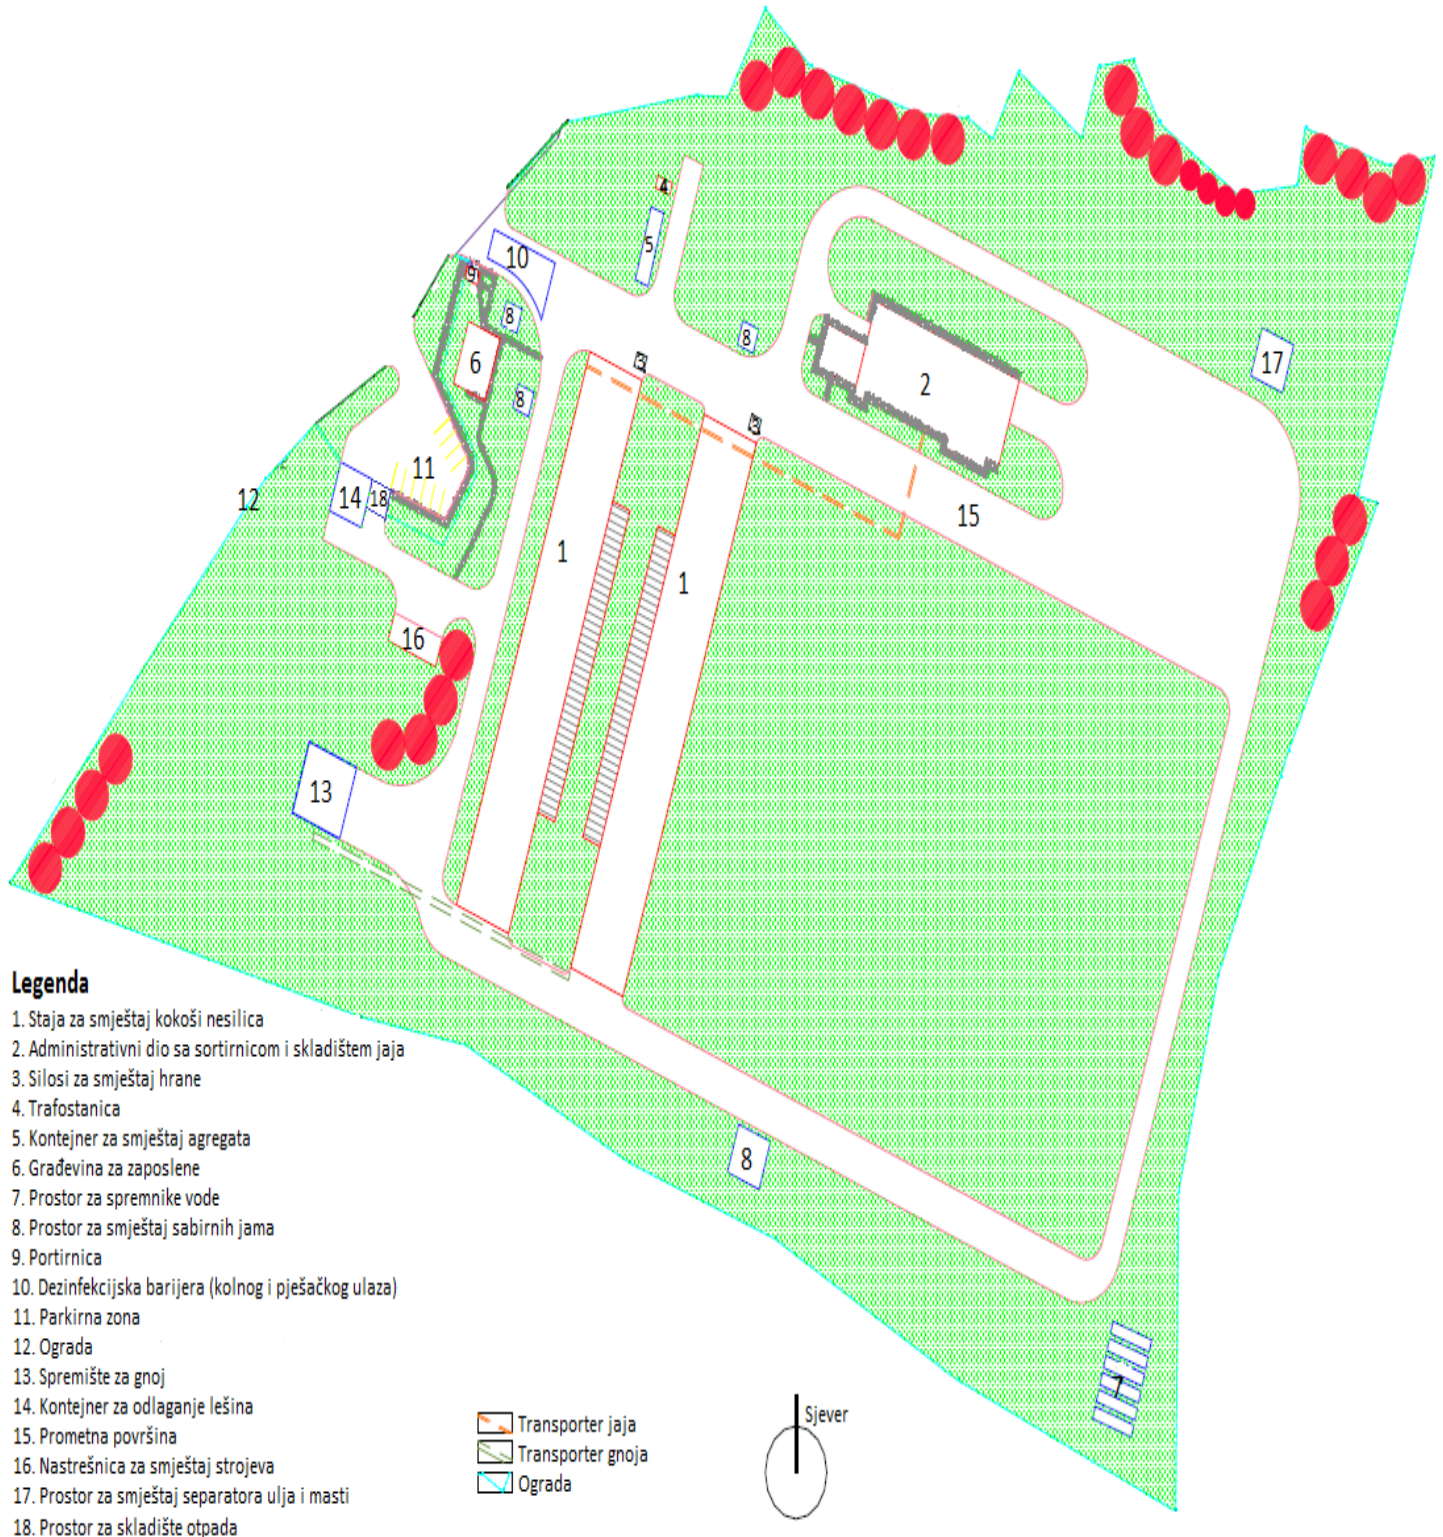 4
5
10
9
8
8
6
3
17
2
8
3
11
14
18
12
15
1
1
16
13
8
7
Legenda
1. Staja za smještaj kokoši nesilica
2. Administrativni dio sa sortirnicom i skladištem jaja
3. Silosi za smještaj hrane
4. Trafostanica
5. Kontejner za smještaj agregata
6. Građevina za zaposlene
7. Prostor za spremnike vode
8. Prostor za smještaj sabirnih jama
9. Portirnica
10. Dezinfekcijska barijera (kolnog i pješačkog ulaza)
11. Parkirna zona
12. Ograda
13. Spremište za gnoj
14. Kontejner za odlaganje lešina
15. Prometna površina
16. Nastrešnica za smještaj strojeva
17. Prostor za smještaj separatora ulja i masti
18. Prostor za skladište otpada
Transporter jaja
Transporter gnoja
Ograda
Sjever